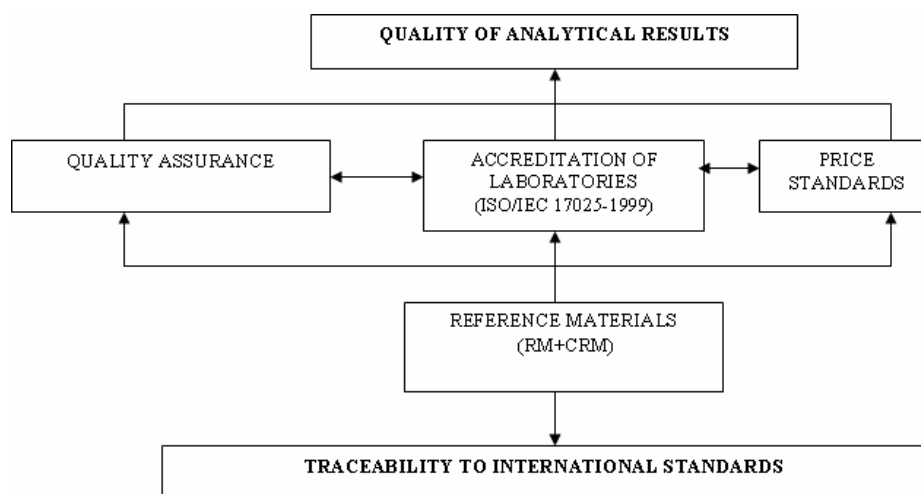 QUALITY OF ANALYTICAL RESULTS
QUALITY ASSURANCE
ACCREDITATION OF
LABORATORIES
(ISO/IEC 17025-1999)
PRICE
STANDARDS
REFERENCE MATERIALS
(RM+CRM)
TRACEABILITY TO INTERNATIONAL STANDARDS